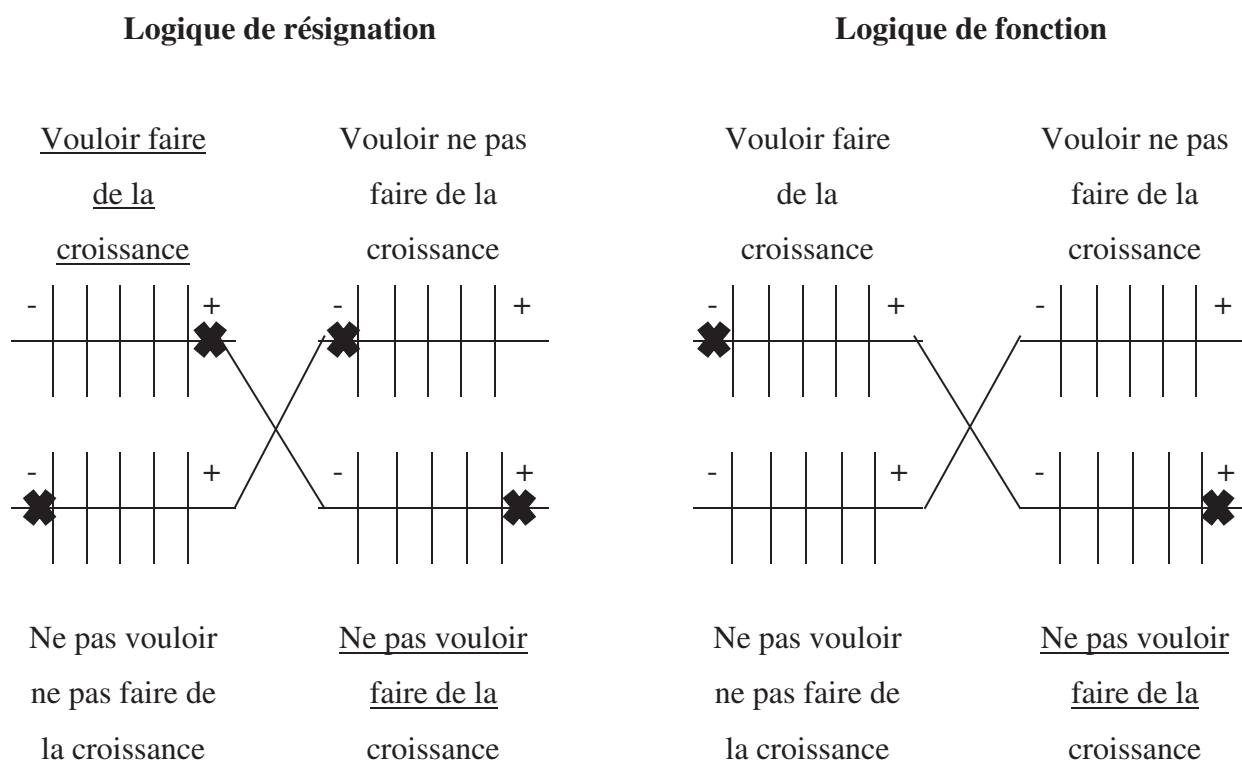 Logique de résignation
Logique de fonction
Vouloir faire
de la
croissance
Vouloir ne pas
faire de la
croissance
Vouloir faire
de la
croissance
Vouloir ne pas
faire de la
croissance
- +
- +
- +
- +
- +
- +
- +
- +
Ne pas vouloir
ne pas faire de
la croissance
Ne pas vouloir
faire de la
croissance
Ne pas vouloir
ne pas faire de
la croissance
Ne pas vouloir
faire de la
croissance